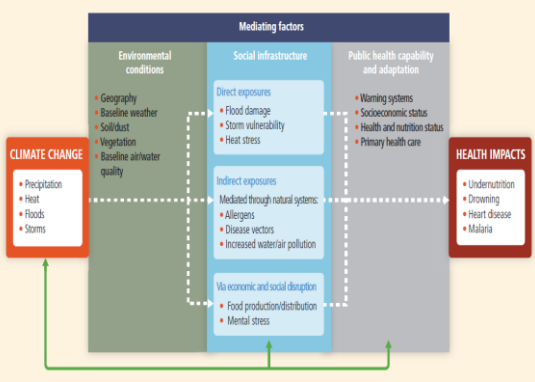 Mediating factors
Environmental
conditions
• Geography
• Baseline weather
• Soil/dust
• Vegetation
• Baseline air/water
quality
Social infrastructure
Direct exposures
• Flood damage
• Storm vulnerability
• Heat stress
Indirect exposures
Mediated through natural systems:
• Allergens
• Disease vectors
• Increased water/air pollution
Via economic and social disruption
• Food production/distribution
• Mental stress
Public health capability
and adaptation
• Warning systems
• Socioeconomic status
• Health and nutrition status
• Primary health care
CLIMATE CHANGE
• Precipitation
• Heat
• Floods
• Storms
HEALTH IMPACTS
• Undernutrition
• Drowning
• Heart disease
• Malaria